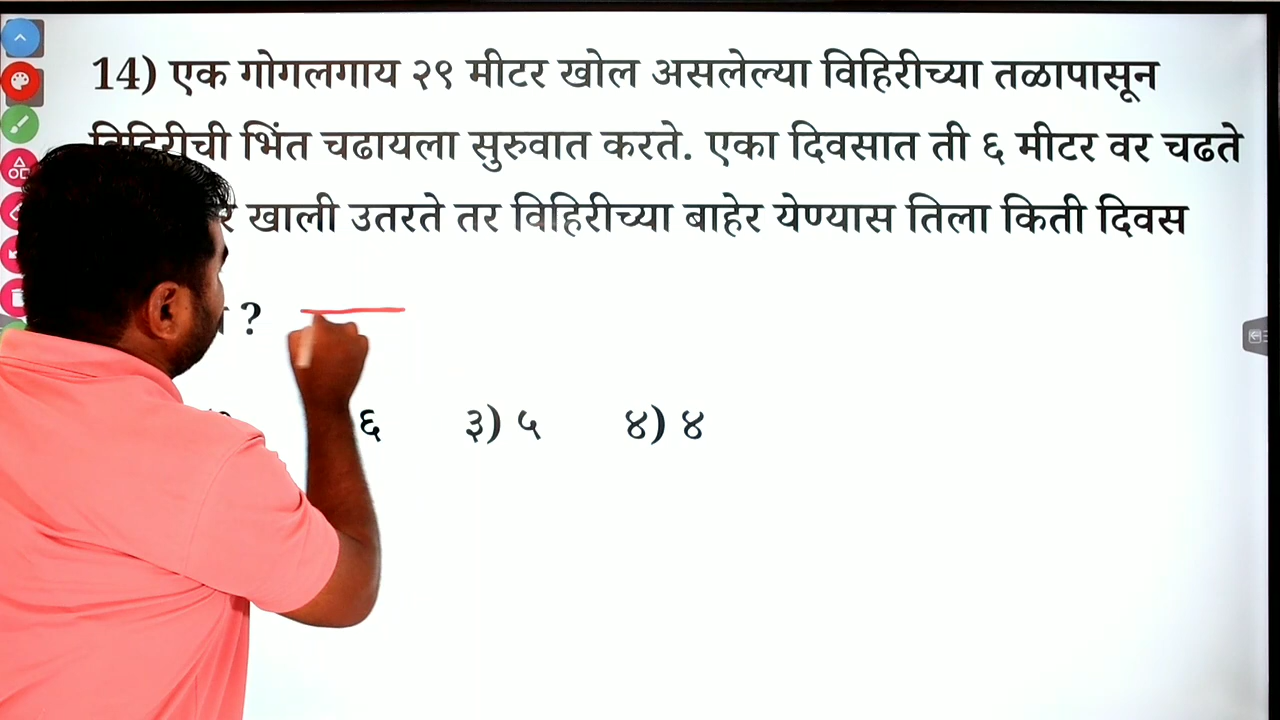 14) एक गोगलगाय २९ मीटर खोल असलेल्या विहिरीच्या तळापासून
विहिरीची भिंत चढायला सुरुवात करते. एका दिवसात ती ६ मीटर वर चढते
खाली उतरते तर विहिरीच्या बाहेर येण्यास तिला किती दिवस
?
६ ३) ५ ४) ४